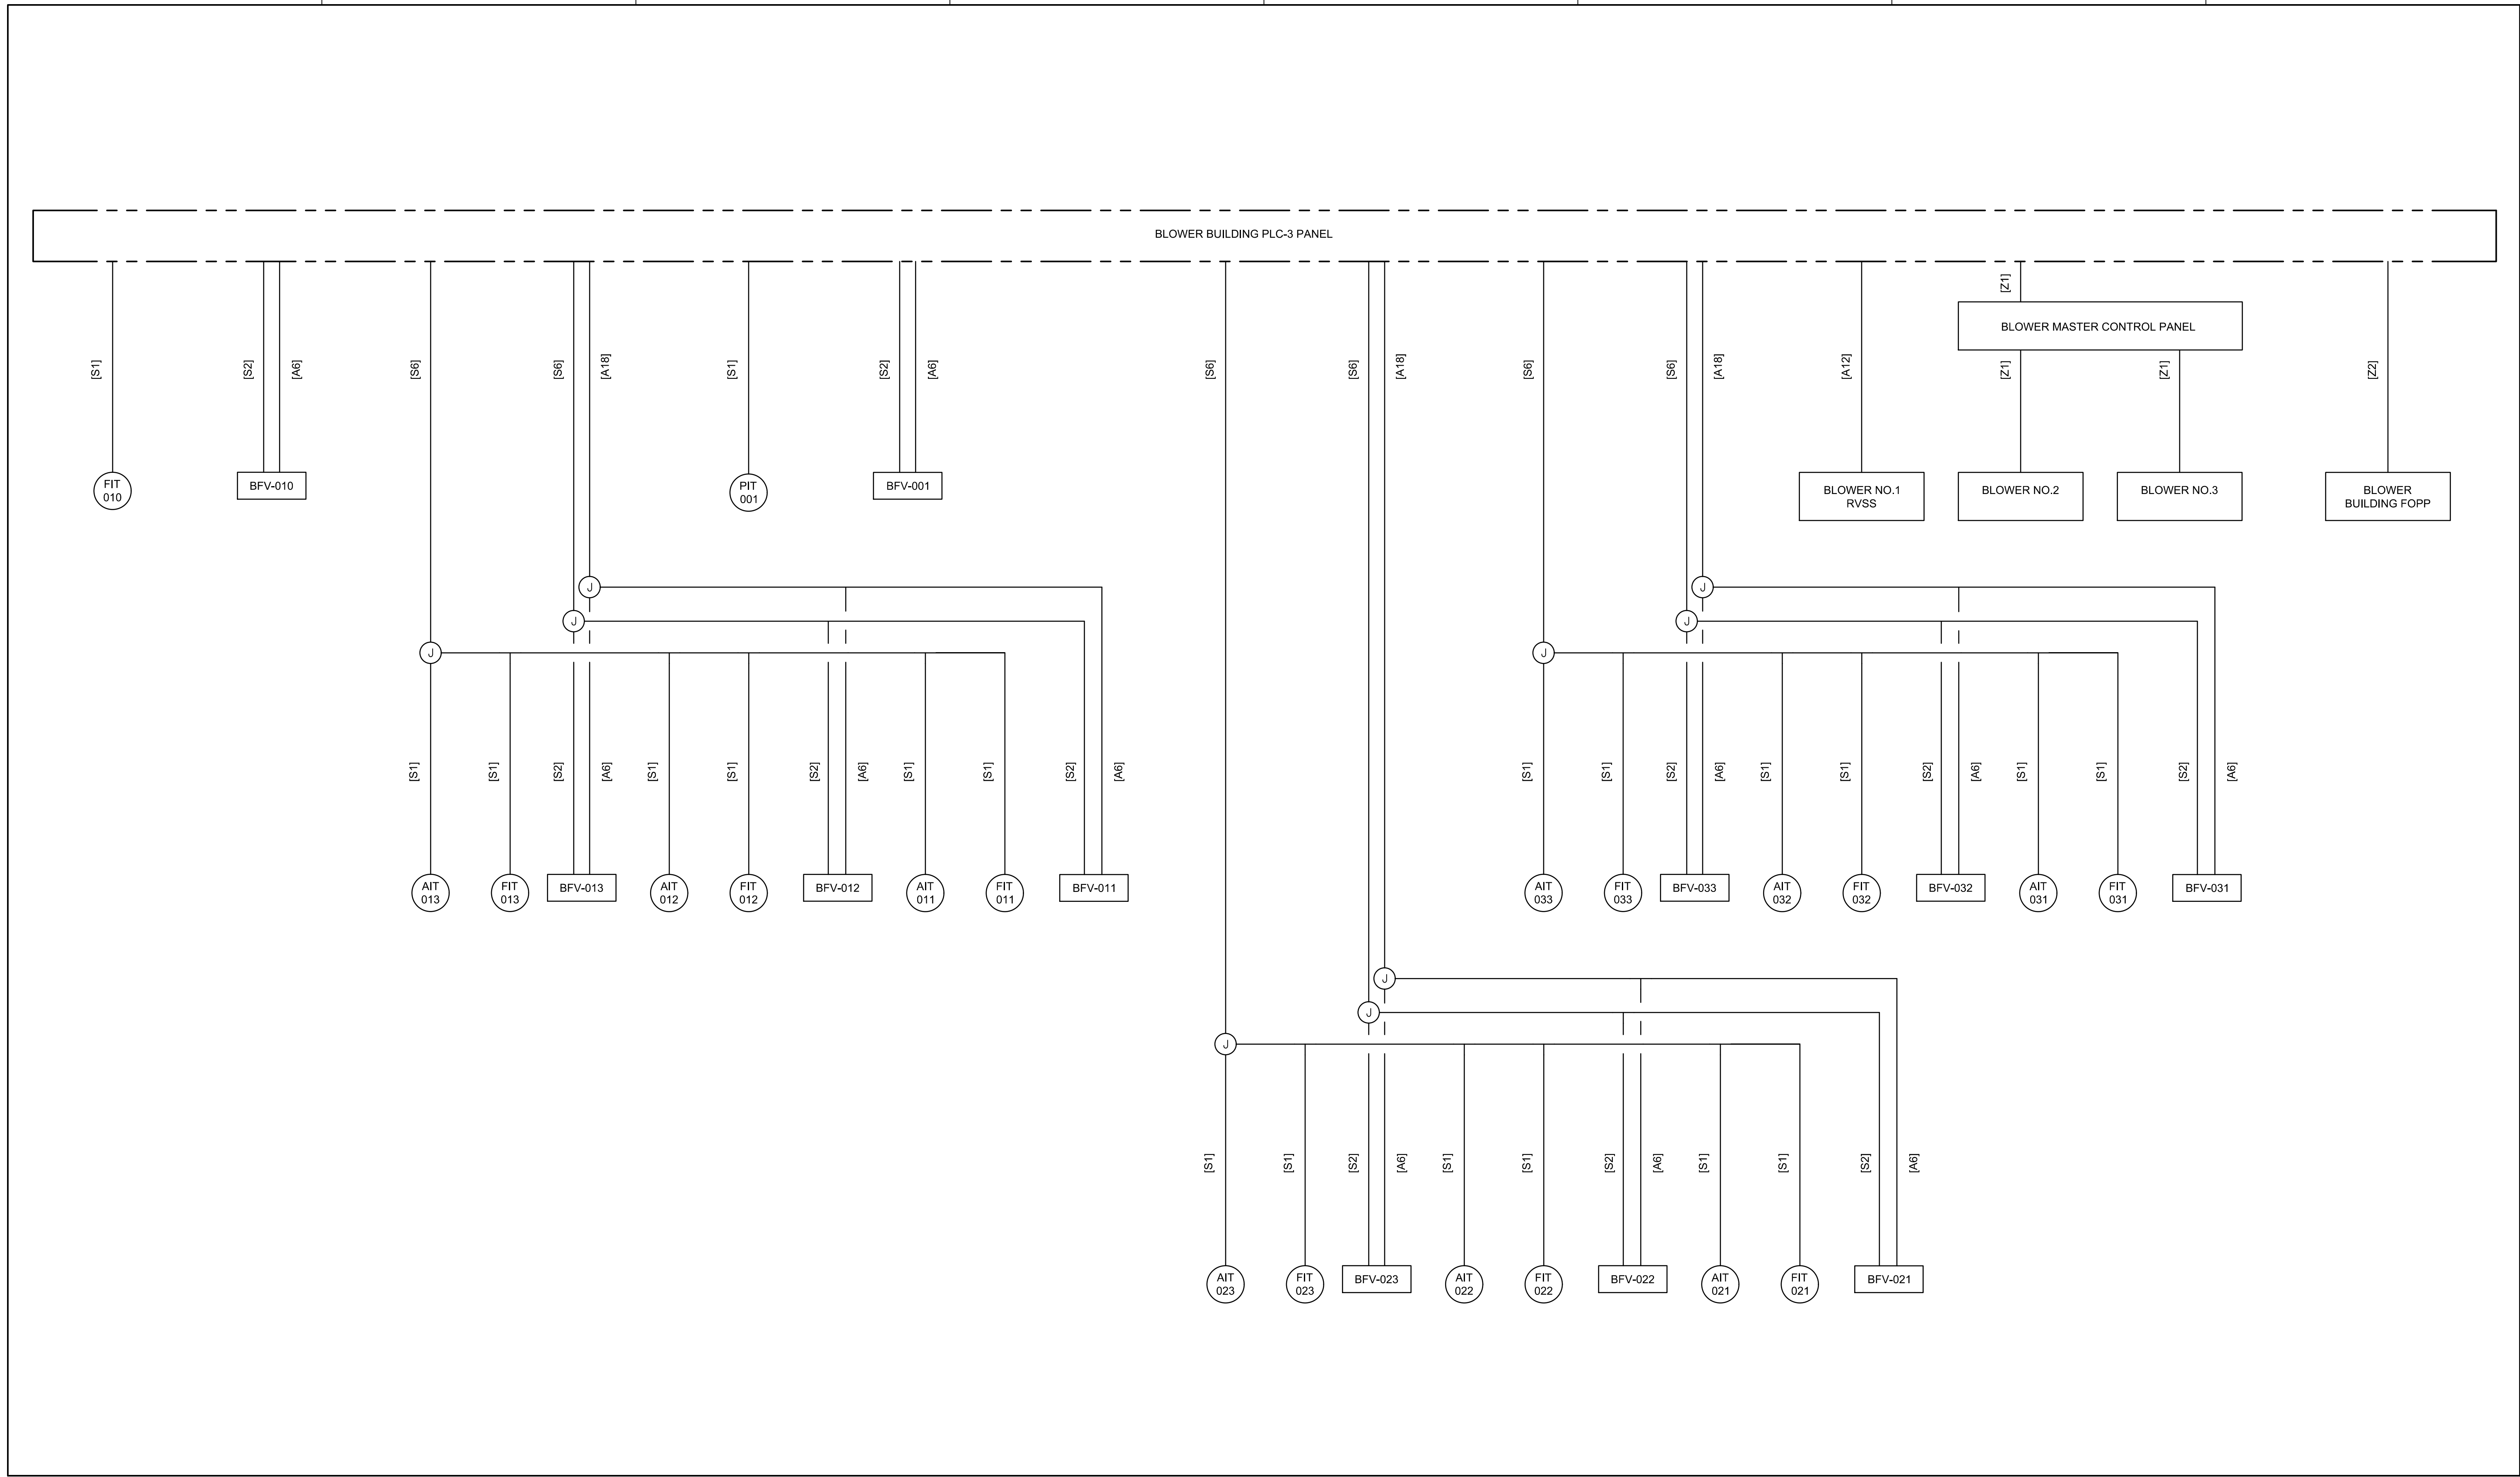 BLOWER BUILDING PLC-3 PANEL
[Z1]
BLOWER MASTER CONTROL PANEL
[S1]
[S2]
[A6]
[S6]
[S6]
[A18]
[S1]
[S2]
[A6]
[S6]
[S6]
[A18]
[S6]
[S6]
[A18]
[A12]
[Z1]
[Z1]
[Z2]
FIT
010
BFV-010
PIT
001
BFV-001
BLOWER NO.1
RVSS
BLOWER NO.2
BLOWER NO.3
BLOWER
BUILDING FOPP
J
J
J
J
J
J
[S1]
[S1]
[S2]
[A6]
[S1]
[S1]
[S2]
[A6]
[S1]
[S1]
[S2]
[A6]
[S1]
[S1]
[S2]
[A6]
[S1]
[S1]
[S2]
[A6]
[S1]
[S1]
[S2]
[A6]
AIT
013
FIT
013
BFV-013
AIT
012
FIT
012
BFV-012
AIT
011
FIT
011
BFV-011
AIT
033
FIT
033
BFV-033
AIT
032
FIT
032
BFV-032
AIT
031
FIT
031
BFV-031
J
J
J
[S1]
[S1]
[S2]
[A6]
[S1]
[S1]
[S2]
[A6]
[S1]
[S1]
[S2]
[A6]
AIT
023
FIT
023
BFV-023
AIT
022
FIT
022
BFV-022
AIT
021
FIT
021
BFV-021